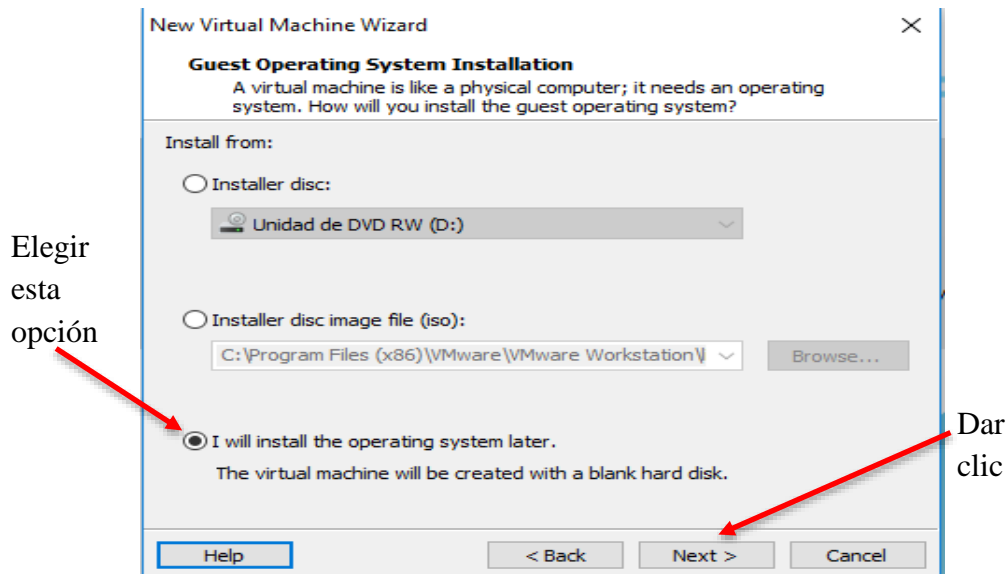 New Virtual Machine Wizard
Guest Operating System Installation
A virtual machine is like a physical computer; it needs an operating
system. How will you install the guest operating system?
Install from:
Installer disc:
Unidad de DVD RW (D:)
Elegir
esta
opción
Installer disc image file (iso):
C:\Program Files (x86)\VMware\VMware Workstation\
Browse...
I will install the operating system later.
The virtual machine will be created with a blank hard disk.
Dar
clic
Help
< Back
Next >
Cancel